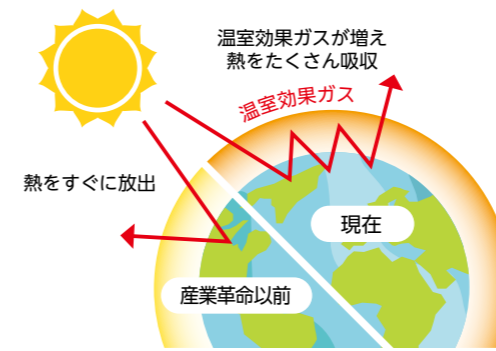 温室効果ガスが増え
熱をたくさん吸収
温室効果ガス
熱をすぐに放出
現在
産業革命以前